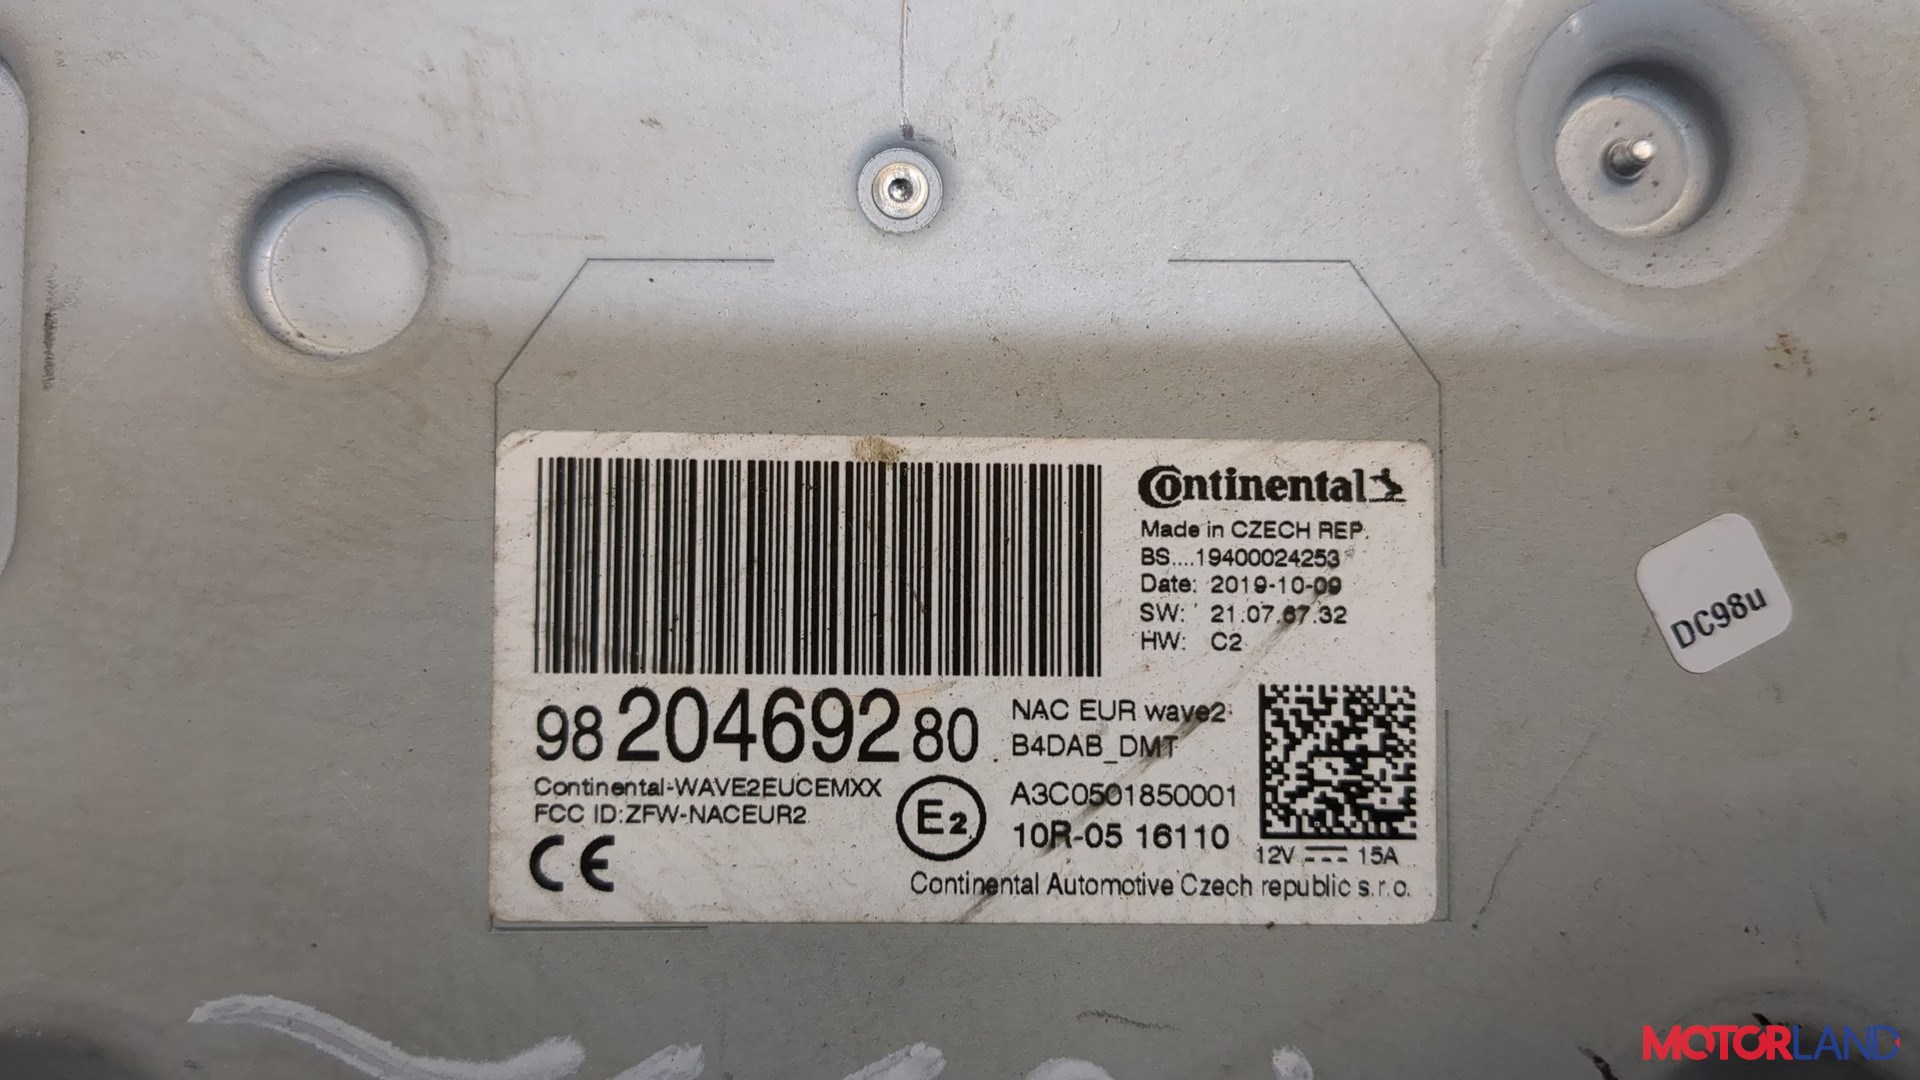 Continental
Made in CZECH REP.
BS....19400024253
Date: 2019-10-09
SW: 21.07.67.32
HW: C2
98 204692 80
NAC EUR wave2
B4DAB_DMT
Continental-WAVE2EUCEMXX
FCC ID:ZFW-NACEUR2
CE
E2
A3C0501850001
10R-05 16110
12V 15A
Continental Automotive Czech republic s.r.o.
DC98u
MOTORLAND